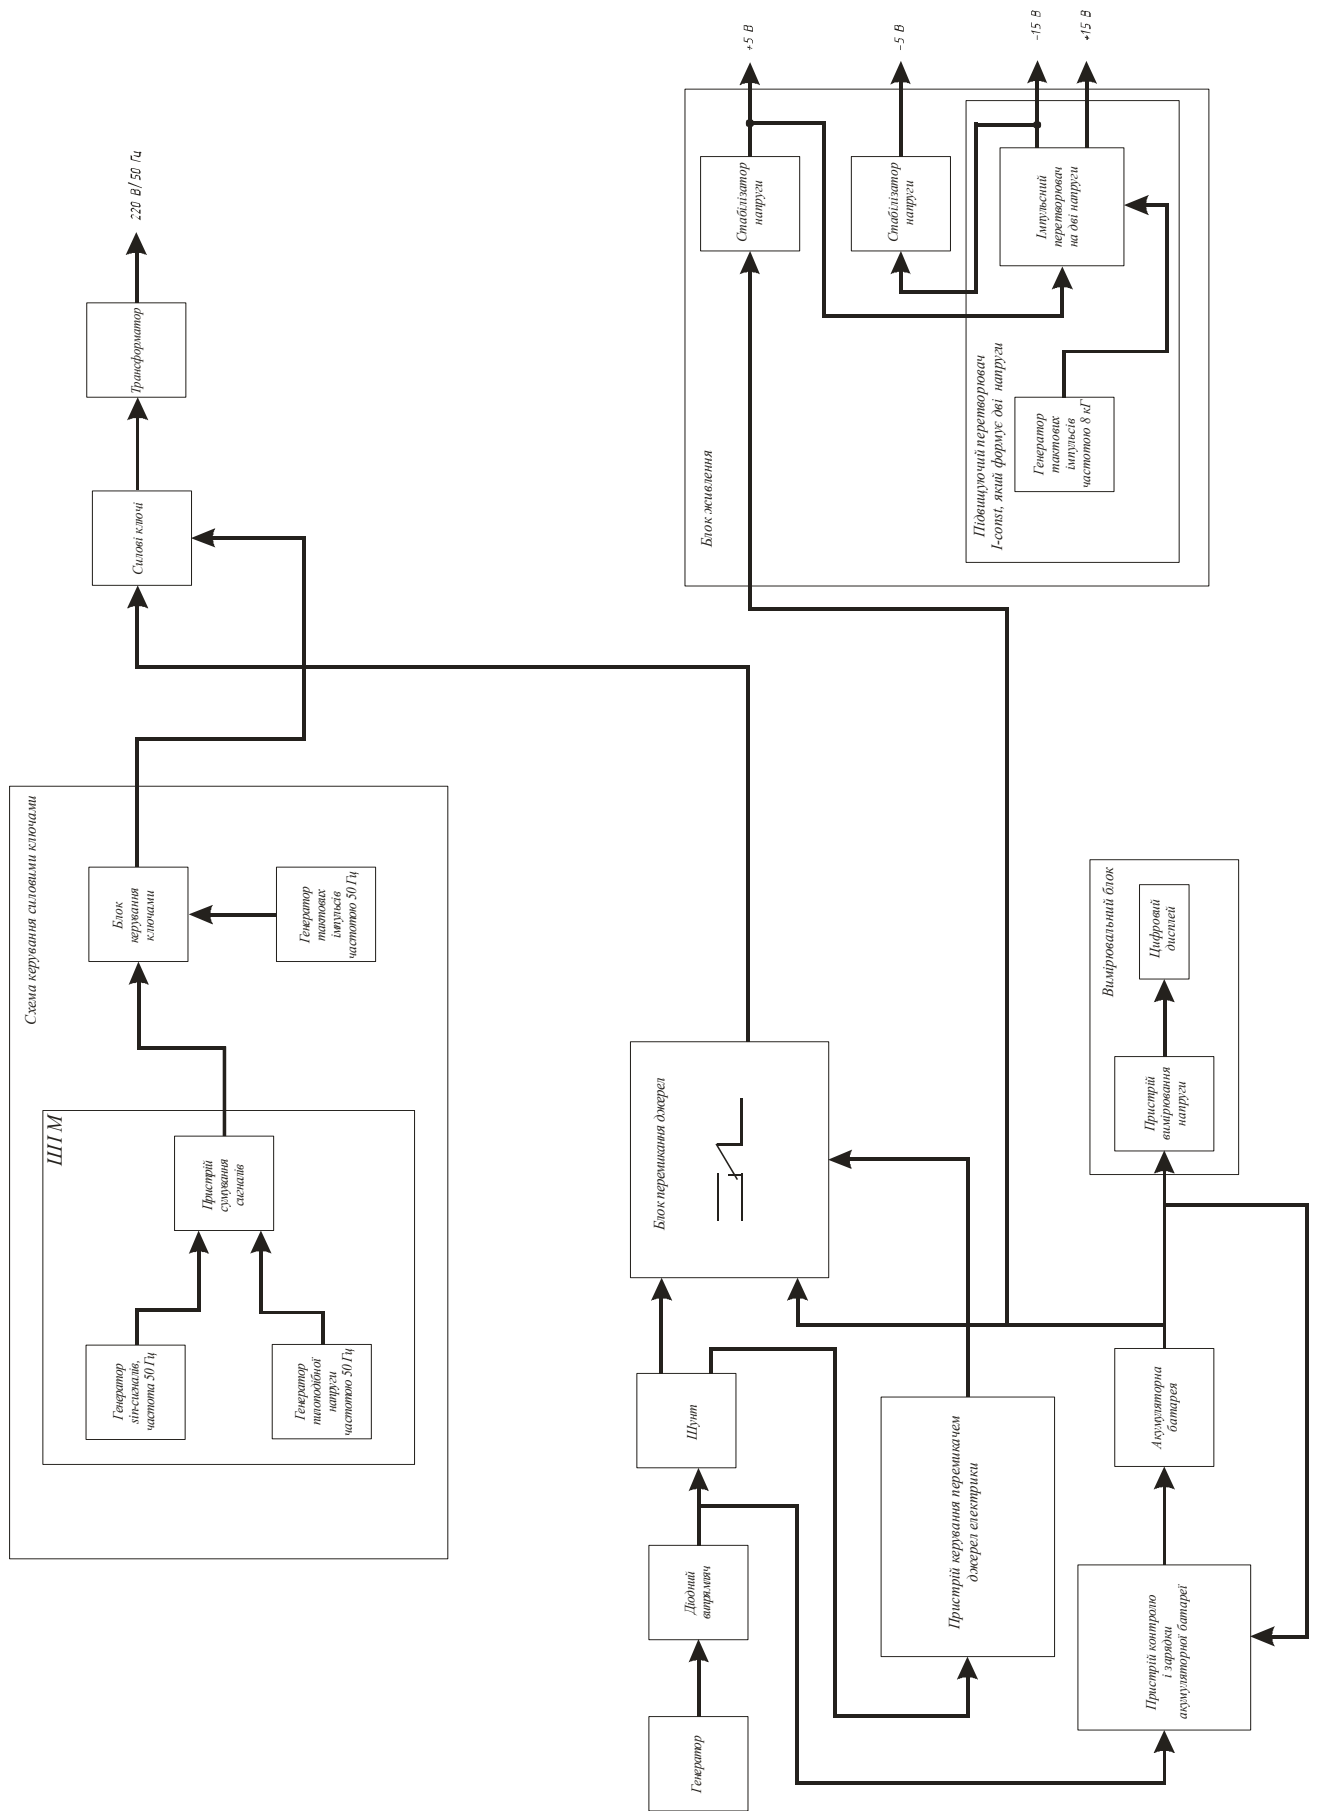 Схема керування силовими ключами
ШІМ
Генератор
sin-сигналів,
частота 50 Гц
Генератор
пилоподібної
напруги
частотою 50 Гц
Пристрій
сумування
сигналів
Блок
керування
ключами
Генератор
тактових
імпульсів
частотою 50 Гц
Силові ключі
Трансформатор
220 В/50 Гц
Генератор
Діодний
випрямляч
Шунт
Блок перемикання джерел
Пристрій керування перемикачем
джерел електрики
Пристрій контролю
і зарядки
акумуляторної батареї
Акумуляторна
батарея
Вимірювальний блок
Пристрій
вимірювання
напруги
Цифровий
дисплей
Блок живлення
Стабілізатор
напруги
+5 В
Стабілізатор
напруги
-5 В
Підвищуючий перетворювач
I-const, який формує дві напруги
Генератор
тактових
імпульсів
частотою 8 кГ
Імпульсний
перетворювач
на дві напруги
-15 В
+15 В